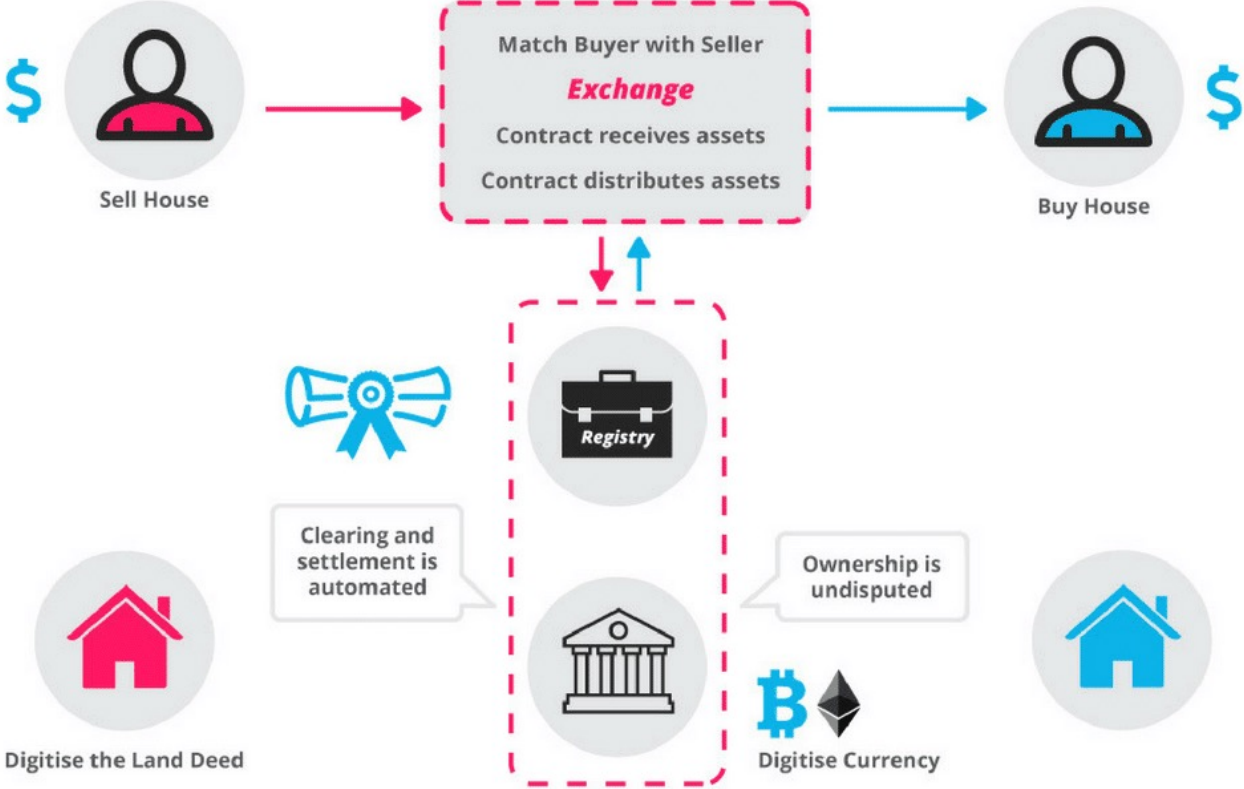 Match Buyer with Seller
Exchange
Contract receives assets
Contract distributes assets
$
$
Sell House
Buy House
Registry
Clearing and
settlement is
automated
Ownership is
undisputed
Digitise the Land Deed
Digitise Currency